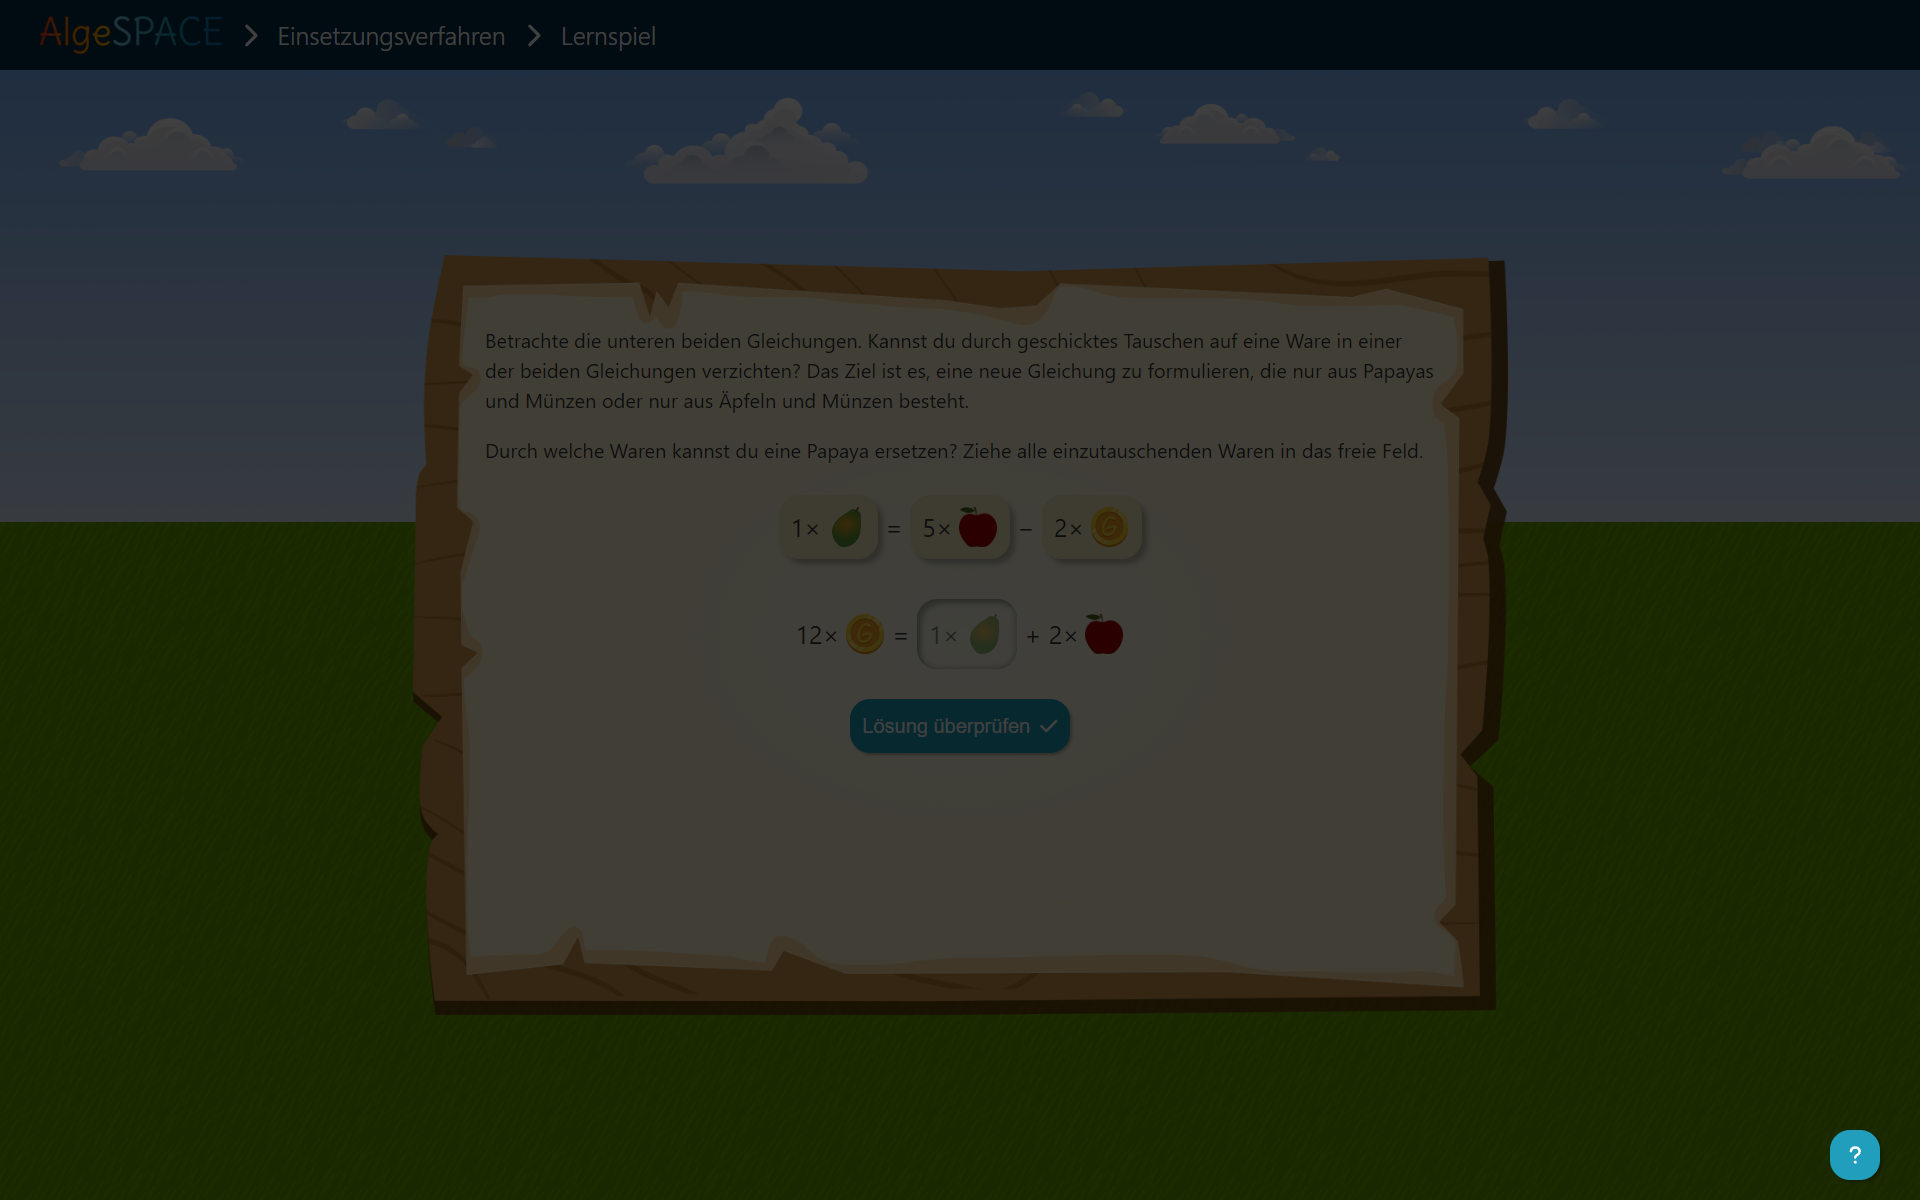 AlgeSPACE Einsetzungsverfahren Lernspiel
Betrachte die unteren beiden Gleichungen. Kannst du durch geschicktes Tauschen auf eine Ware in einer
der beiden Gleichungen verzichten? Das Ziel ist es, eine neue Gleichung zu formulieren, die nur aus Papayas
und Münzen oder nur aus Äpfeln und Münzen besteht.
Durch welche Waren kannst du eine Papaya ersetzen? Ziehe alle einzutauschenden Waren in das freie Feld.
1× = 5× − 2× G
12× G = 1× + 2×
Lösung überprüfen
?